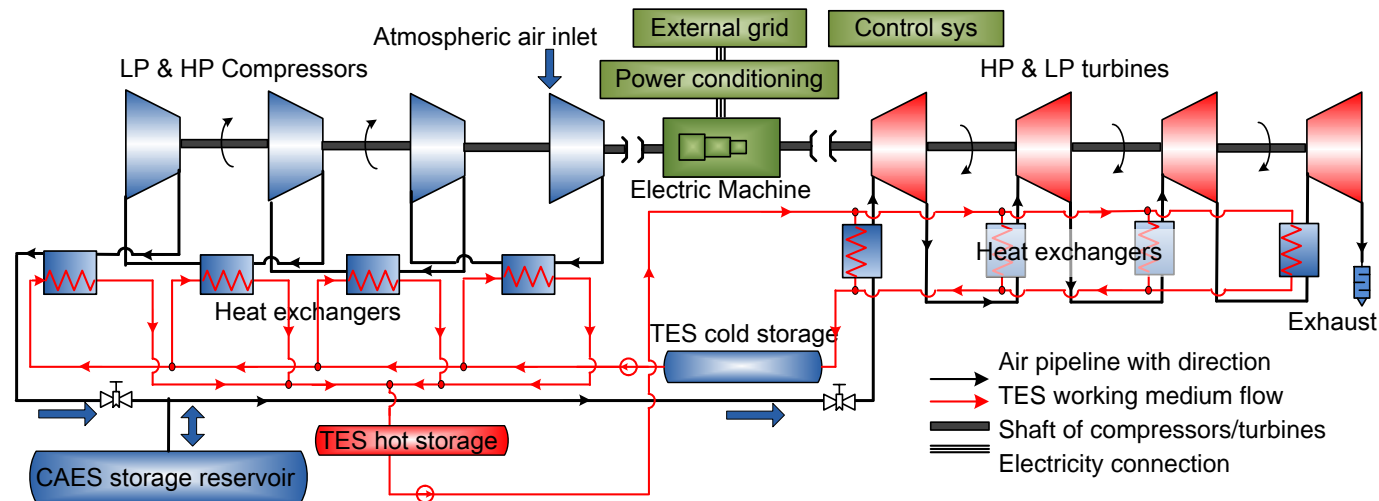 External grid
Control sys
Atmospheric air inlet
LP & HP Compressors
Power conditioning
HP & LP turbines
Electric Machine
Heat exchangers
Heat exchangers
TES cold storage
Exhaust
Air pipeline with direction
TES working medium flow
Shaft of compressors/turbines
Electricity connection
TES hot storage
CAES storage reservoir